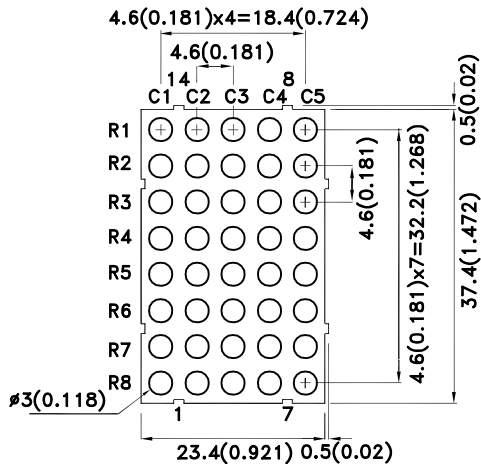 4.6(0.181)x4=18.4(0.724)
4.6(0.181)
14 8
C1 C2 C3 C4 C5
0.5(0.02)
R1
R2
R3
R4
R5
R6
R7
R8
4.6(0.181)
4.6(0.181)x7=32.2(1.268)
37.4(1.472)
ø3(0.118)
1 7
23.4(0.921) 0.5(0.02)